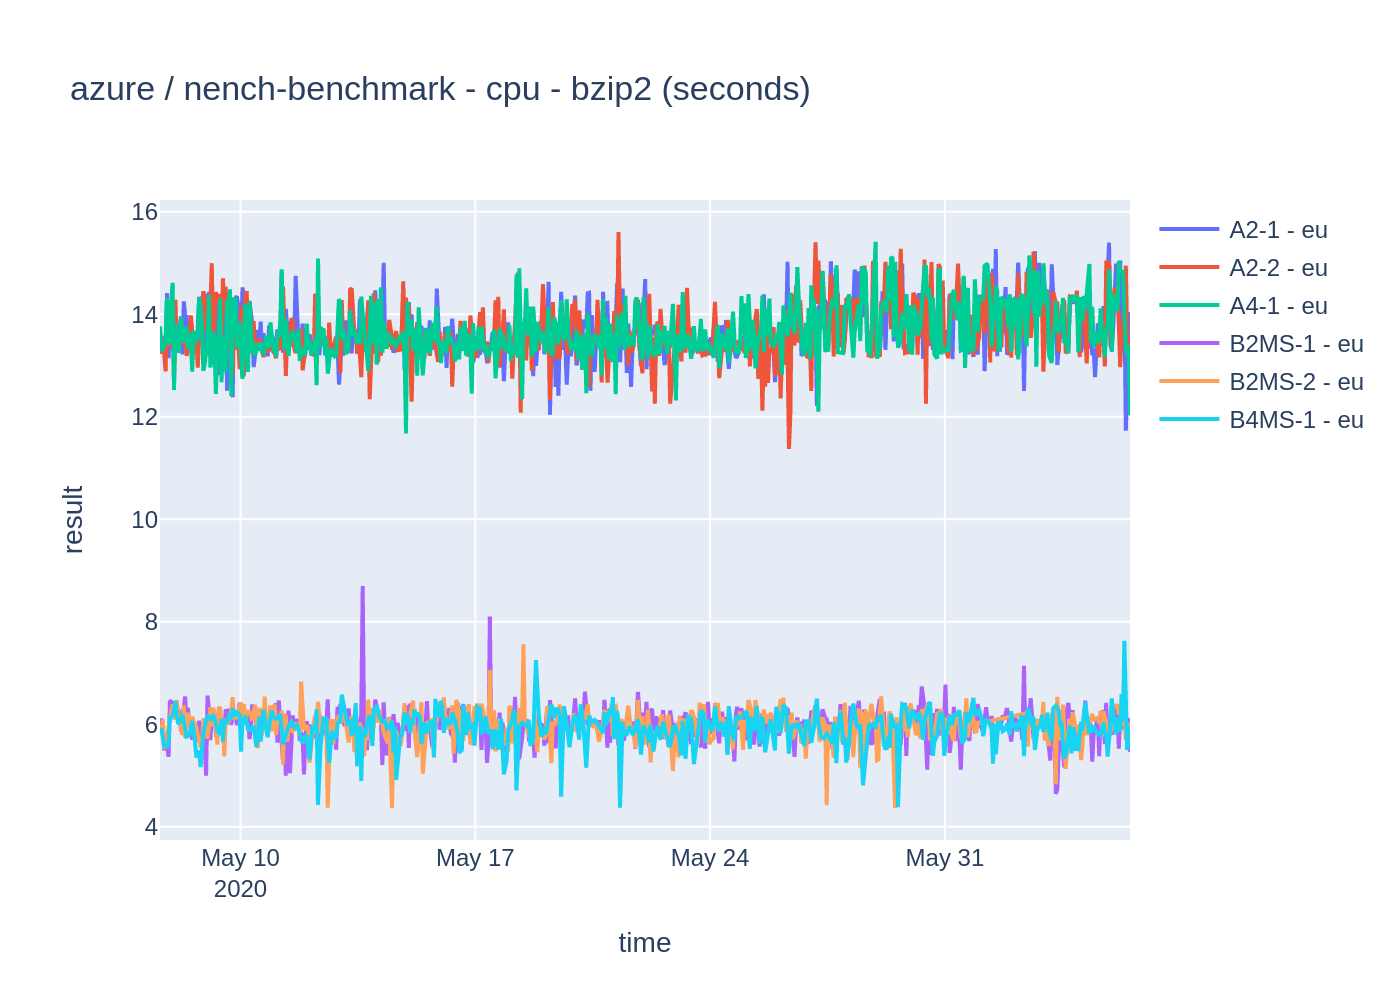 azure / nench-benchmark - cpu - bzip2 (seconds)
16
14
12
10
8
6
4
result
May 10
2020
May 17
May 24
May 31
time
A2-1 - eu
A2-2 - eu
A4-1 - eu
B2MS-1 - eu
B2MS-2 - eu
B4MS-1 - eu